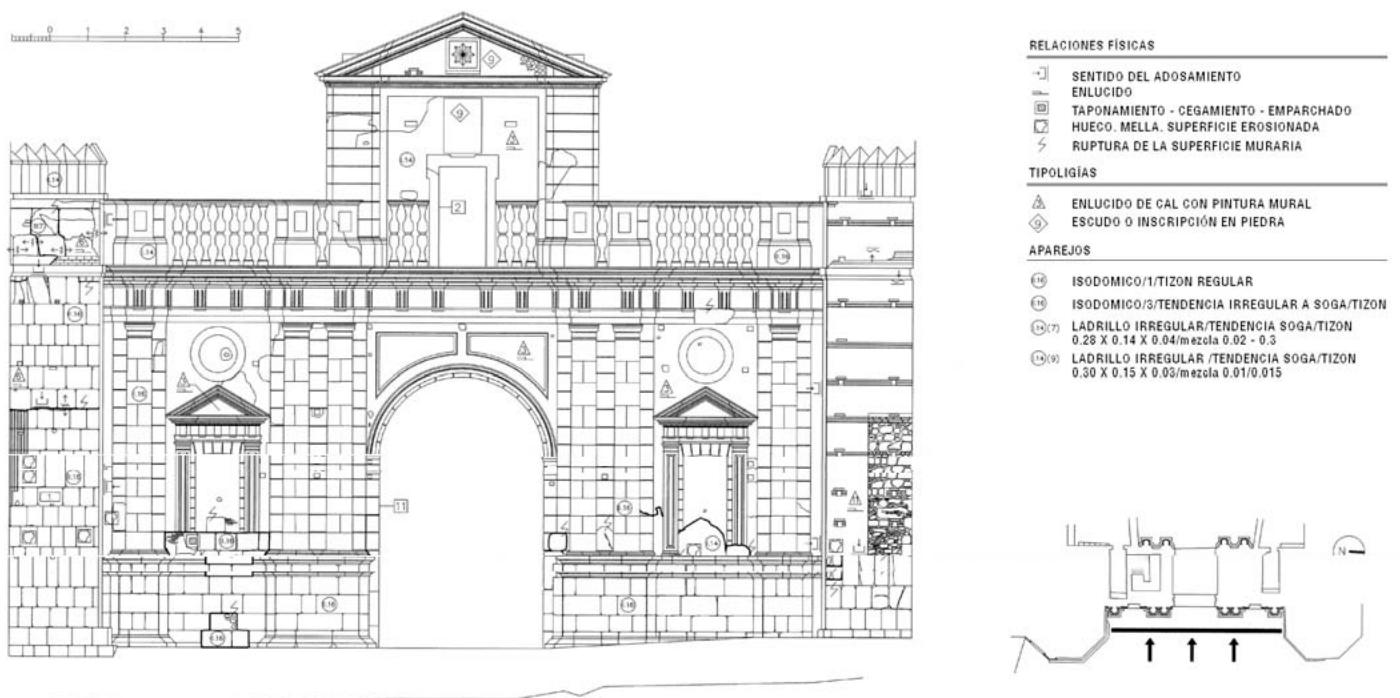 0 1 2 3 4 5
9
9
2
11
RELACIONES FÍSICAS
SENTIDO DEL ADOSAMIENTO
ENLUCIDO
TAPONAMIENTO - CEGAMIENTO - EMPARCHADO
HUECO. MELLA. SUPERFICIE EROSIONADA
RUPTURA DE LA SUPERFICIE MURARIA
TIPOLIGÍAS
ENLUCIDO DE CAL CON PINTURA MURAL
9 ESCUDO O INSCRIPCIÓN EN PIEDRA
APAREJOS
ISODOMICO/1/TIZON REGULAR
ISODOMICO/3/TENDENCIA IRREGULAR A SOGA/TIZON
(7) LADRILLO IRREGULAR/TENDENCIA SOGA/TIZON
0.28 X 0.14 X 0.04/mezcla 0.02 - 0.3
(9) LADRILLO IRREGULAR /TENDENCIA SOGA/TIZON
0.30 X 0.15 X 0.03/mezcla 0.01/0.015
N